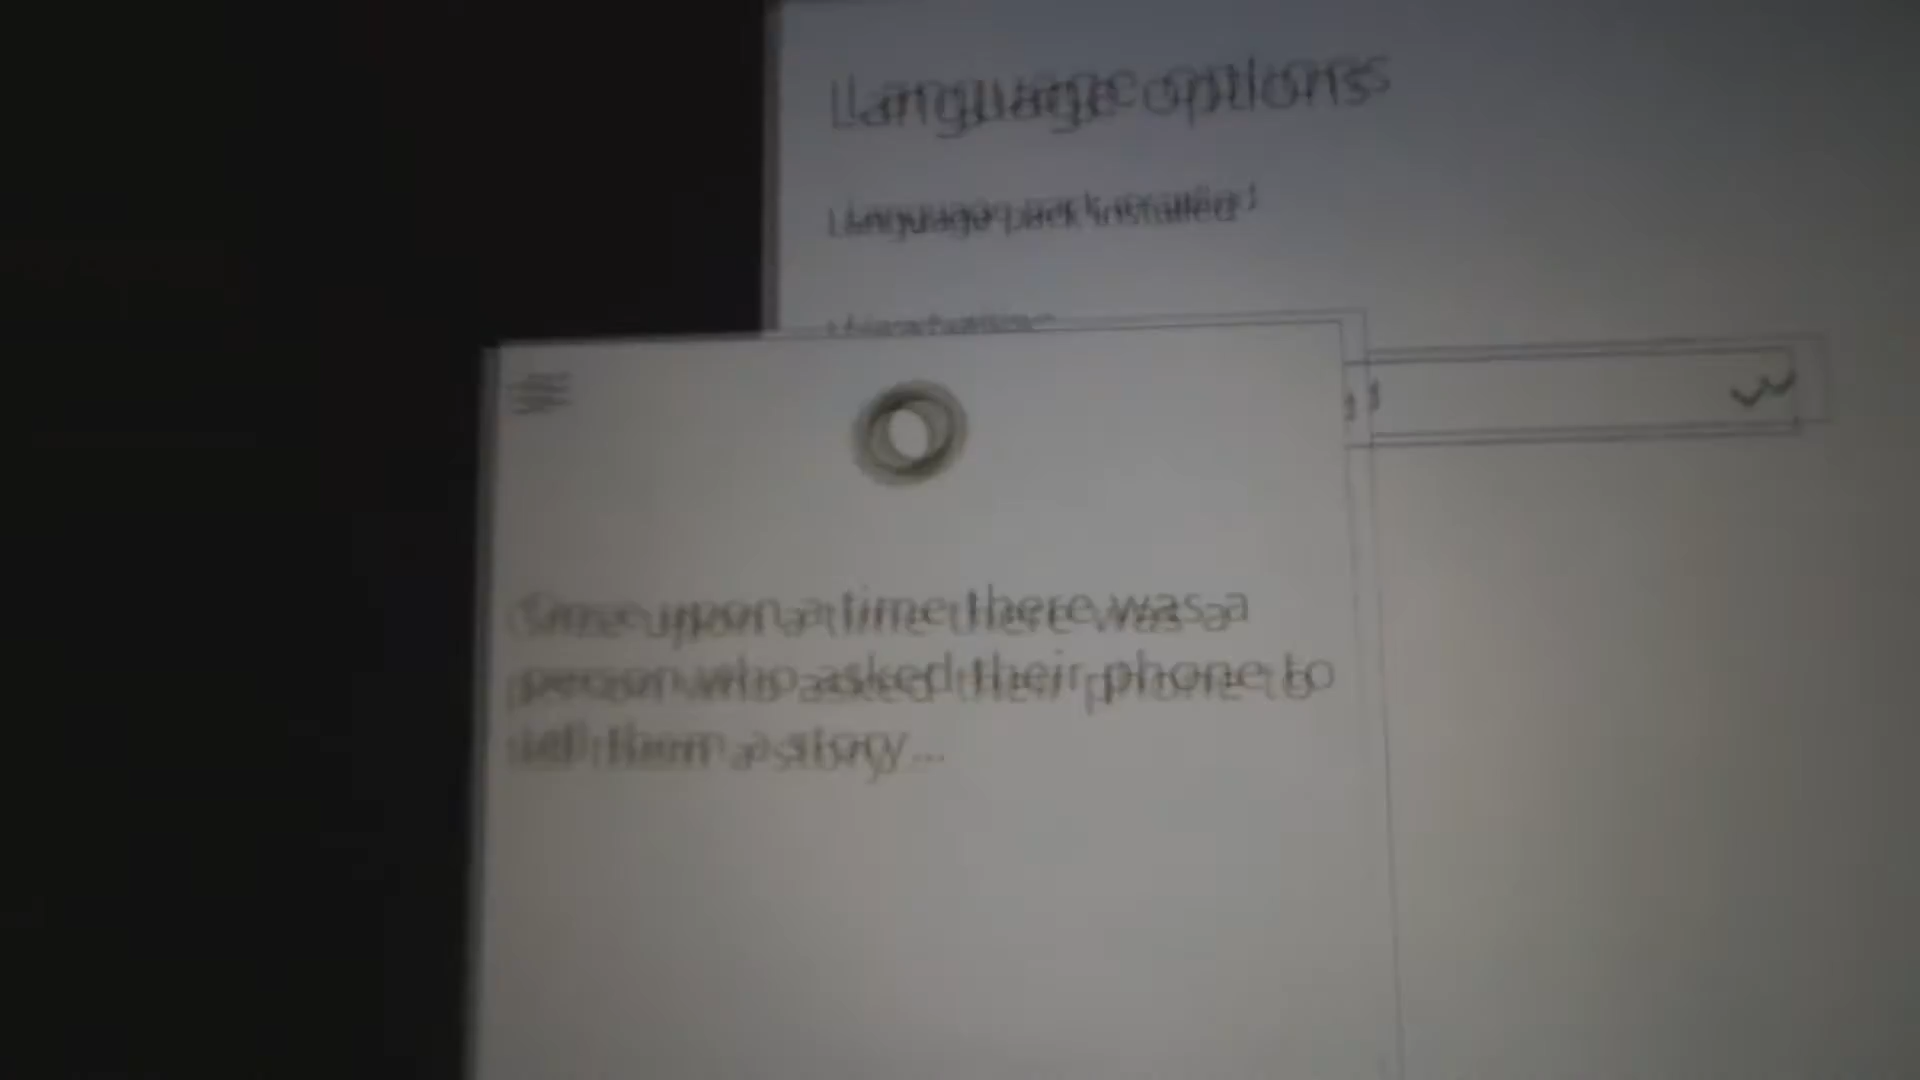 Language options
Language pack installed
Once upon a time there was a
person who asked their phone to
tell them a story...